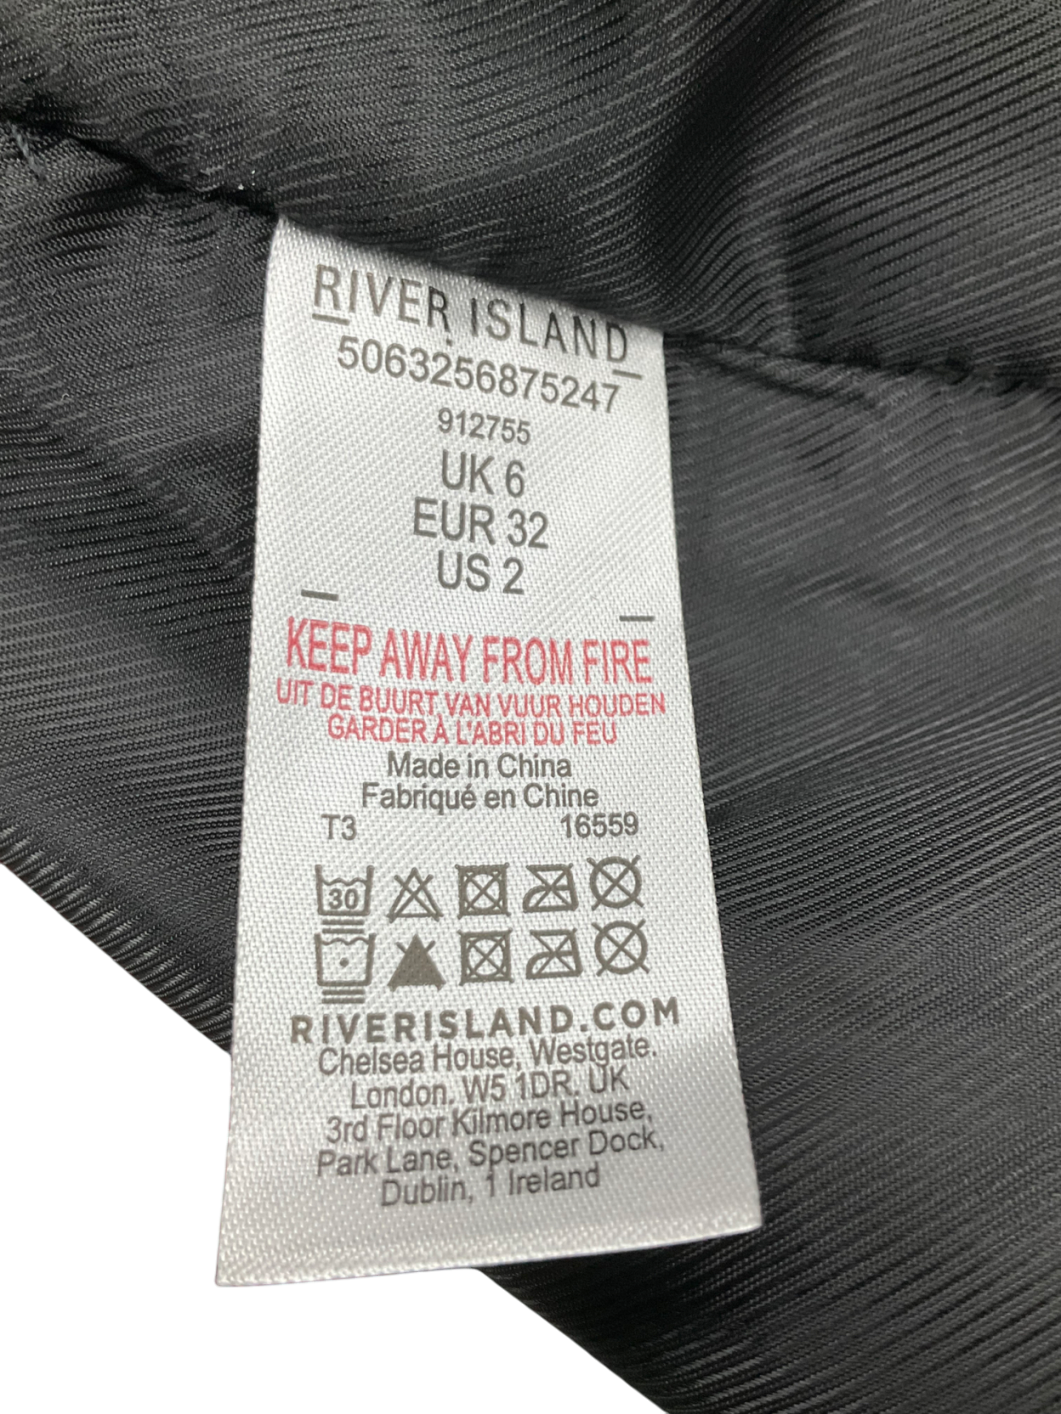 RIVER ISLAND
5063256875247
912755
UK 6
EUR 32
US 2
KEEP AWAY FROM FIRE
UIT DE BUURT VAN VUUR HOUDEN
GARDER À L'ABRI DU FEU
Made in China
Fabriqué en Chine
T3 16559
30
RIVERISLAND.COM
Chelsea House, Westgate,
London, W5 1DR, UK
3rd Floor Kilmore House,
Park Lane, Spencer Dock,
Dublin, 1 Ireland